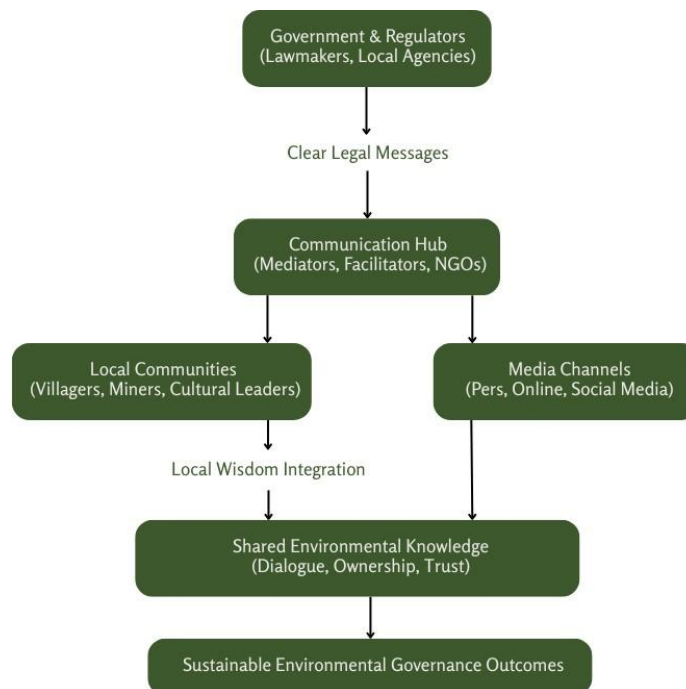 Government & Regulators
(Lawmakers, Local Agencies)
Clear Legal Messages
Communication Hub
(Mediators, Facilitators, NGOs)
Local Communities
(Villagers, Miners, Cultural Leaders)
Media Channels
(Pers, Online, Social Media)
Local Wisdom Integration
Shared Environmental Knowledge
(Dialogue, Ownership, Trust)
Sustainable Environmental Governance Outcomes